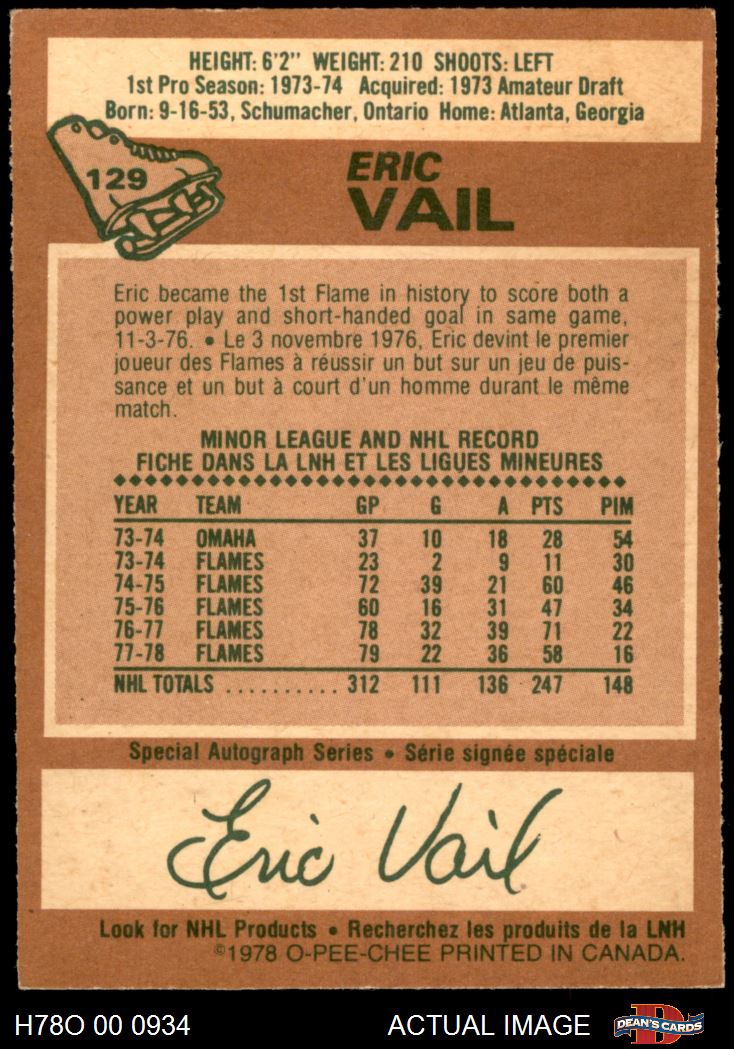 HEIGHT: 6'2" WEIGHT: 210 SHOOTS: LEFT
1st Pro Season: 1973-74 Acquired: 1973 Amateur Draft
Born: 9-16-53, Schumacher, Ontario Home: Atlanta, Georgia
129
ERIC
VAIL
Eric became the 1st Flame in history to score both a
power play and short-handed goal in same game,
11-3-76. • Le 3 novembre 1976, Eric devint le premier
joueur des Flames à réussir un but sur un jeu de puis-
sance et un but à court d'un homme durant le même
match.
MINOR LEAGUE AND NHL RECORD
FICHE DANS LA LNH ET LES LIGUES MINEURES
YEAR TEAM GP G A PTS PIM
73-74 OMAHA 37 10 18 28 54
73-74 FLAMES 23 2 9 11 30
74-75 FLAMES 72 39 21 60 46
75-76 FLAMES 60 16 31 47 34
76-77 FLAMES 78 32 39 71 22
77-78 FLAMES 79 22 36 58 16
NHL TOTALS .......... 312 111 136 247 148
Special Autograph Series • Série signée spéciale
Eric Vail
Look for NHL Products • Recherchez les produits de la LNH
©1978 O-PEE-CHEE PRINTED IN CANADA.
H78O 00 0934 ACTUAL IMAGE D DEAN'S CARDS